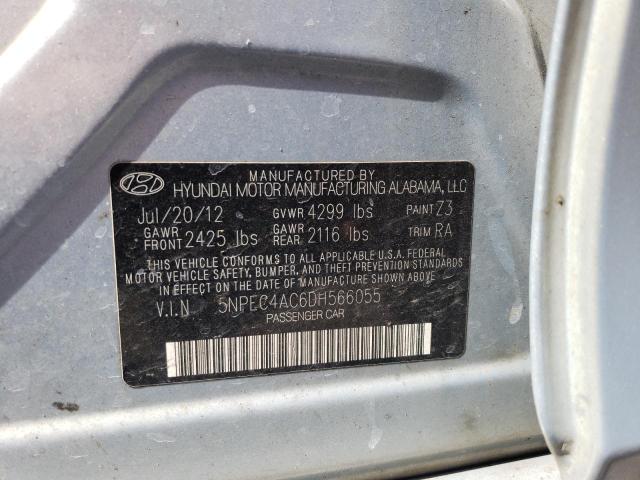 MANUFACTURED BY
HYUNDAI MOTOR MANUFACTURING ALABAMA, LLC
Jul/20/12 GVWR 4299 lbs PAINT Z3
GAWR FRONT 2425 lbs GAWR REAR 2116 lbs TRIM RA
THIS VEHICLE CONFORMS TO ALL APPLICABLE U.S.A. FEDERAL
MOTOR VEHICLE SAFETY, BUMPER, AND THEFT PREVENTION STANDARDS
IN EFFECT ON THE DATE OF MANUFACTURE SHOWN ABOVE.
V.I.N 5NPEC4AC6DH566055
PASSENGER CAR